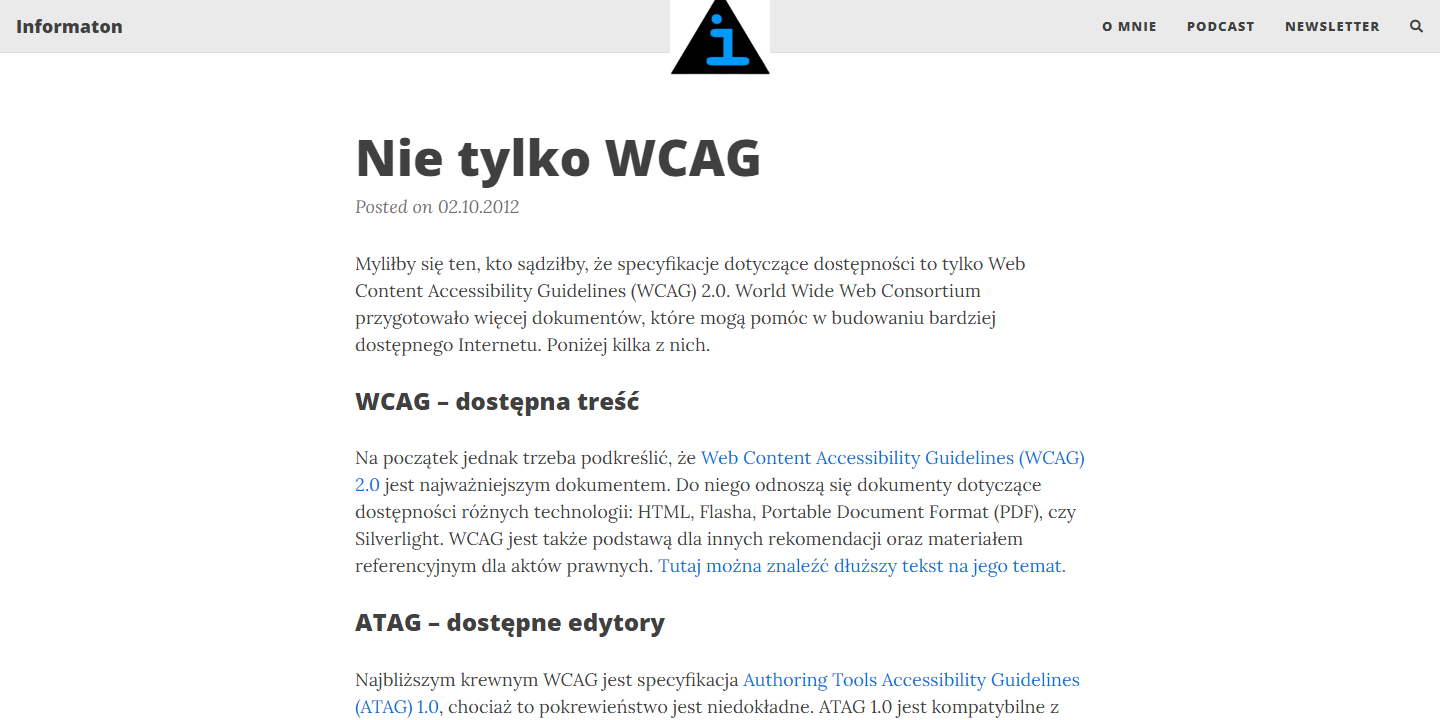 Informaton
i
O MNIE
PODCAST
NEWSLETTER
Nie tylko WCAG
Posted on 02.10.2012
Myliłby się ten, kto sądziłby, że specyfikacje dotyczące dostępności to tylko Web
Content Accessibility Guidelines (WCAG) 2.0. World Wide Web Consortium
przygotowało więcej dokumentów, które mogą pomóc w budowaniu bardziej
dostępnego Internetu. Poniżej kilka z nich.
WCAG – dostępna treść
Na początek jednak trzeba podkreślić, że Web Content Accessibility Guidelines (WCAG)
2.0 jest najważniejszym dokumentem. Do niego odnoszą się dokumenty dotyczące
dostępności różnych technologii: HTML, Flasha, Portable Document Format (PDF), czy
Silverlight. WCAG jest także podstawą dla innych rekomendacji oraz materiałem
referencyjnym dla aktów prawnych. Tutaj można znaleźć dłuższy tekst na jego temat.
ATAG – dostępne edytory
Najbliższym krewnym WCAG jest specyfikacja Authoring Tools Accessibility Guidelines
(ATAG) 1.0, chociaż to pokrewieństwo jest niedokładne. ATAG 1.0 jest kompatybilne z